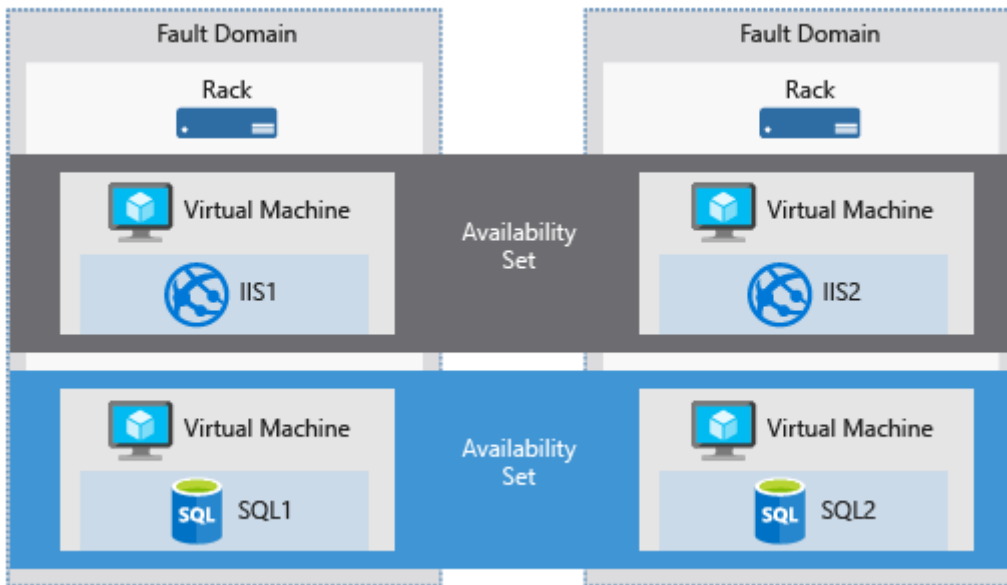 Fault Domain
Fault Domain
Rack
Rack
Virtual Machine
Availability
Set
Virtual Machine
IIS1
IIS2
Virtual Machine
Availability
Set
Virtual Machine
SQL SQL1
SQL SQL2